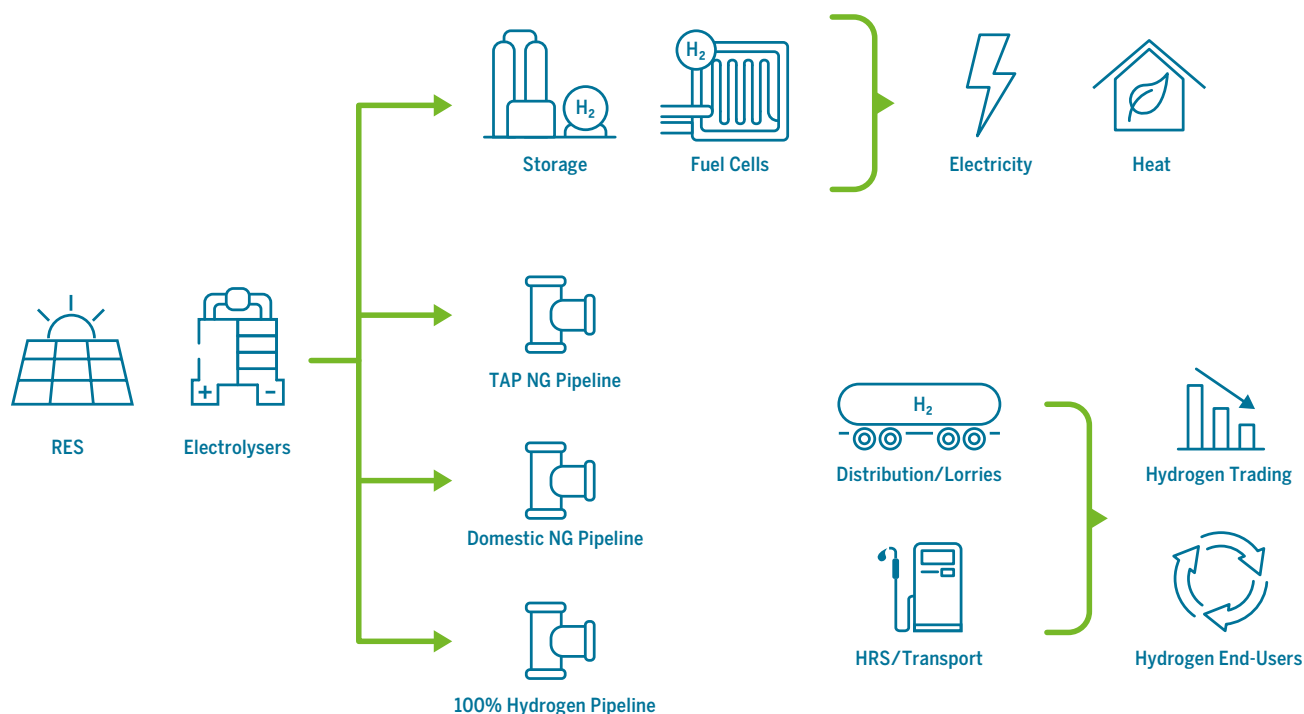 H₂
H₂
Storage
Fuel Cells
Electricity
Heat
TAP NG Pipeline
RES
+ −
Electrolysers
H₂
Distribution/Lorries
Hydrogen Trading
Domestic NG Pipeline
HRS/Transport
Hydrogen End-Users
100% Hydrogen Pipeline